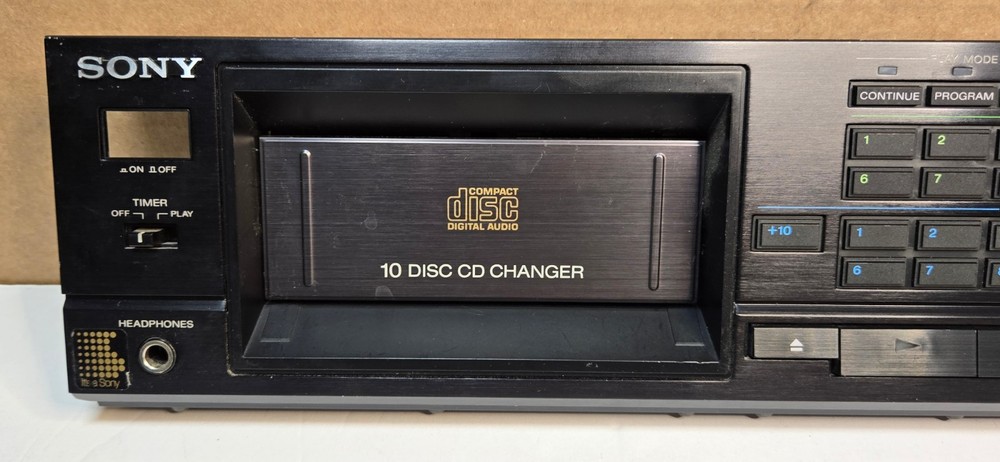 SONY
ON OFF
TIMER
OFF PLAY
HEADPHONES
It's a Sony
COMPACT
disc
DIGITAL AUDIO
10 DISC CD CHANGER
PLAY MODE
CONTINUE PROGRAM
1 2
6 7
+10 1 2
6 7